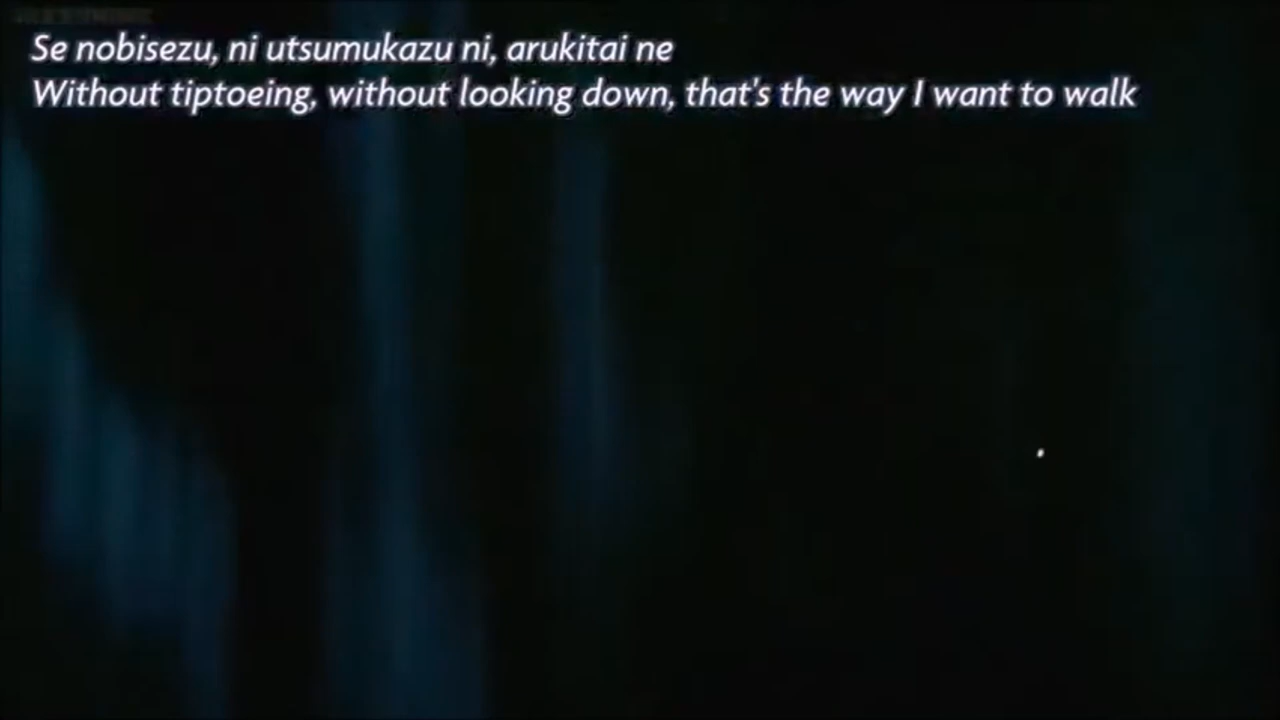 Se nobisezu, ni utsumukazu ni, arukitai ne
Without tiptoeing, without looking down, that's the way I want to walk